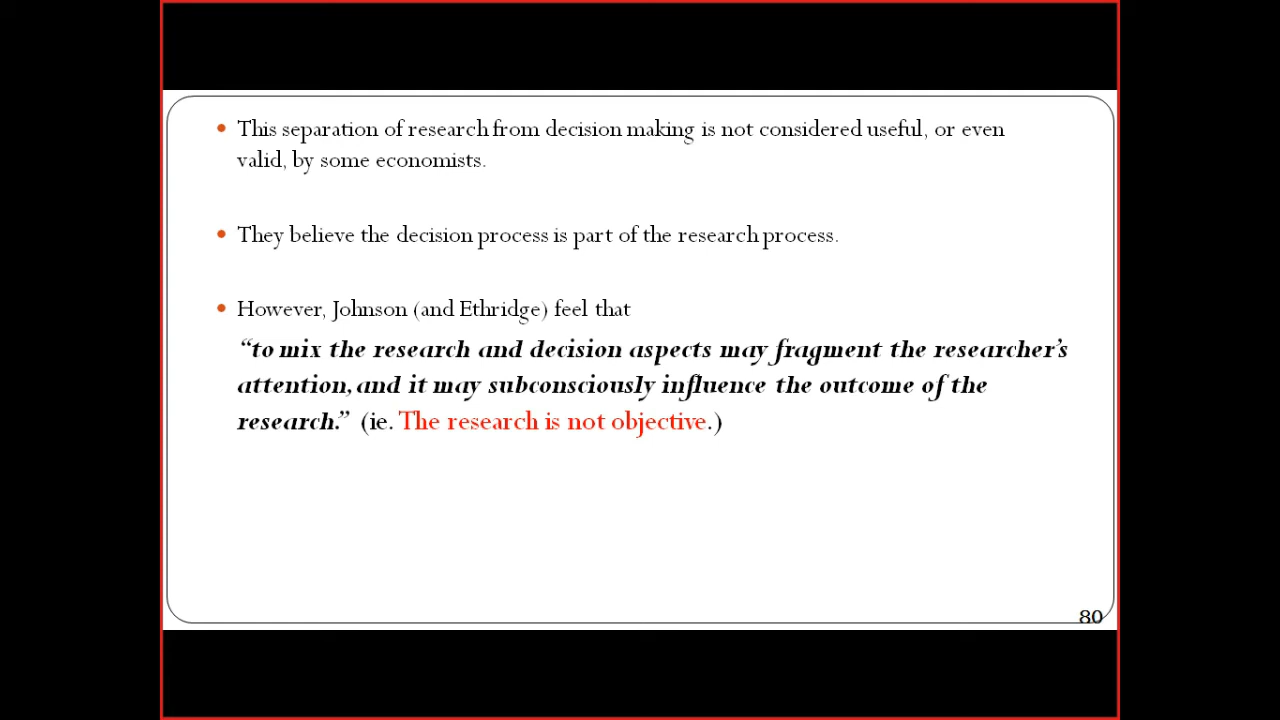 • This separation of research from decision making is not considered useful, or even
valid, by some economists.
• They believe the decision process is part of the research process.
• However, Johnson (and Ethridge) feel that
“to mix the research and decision aspects may fragment the researcher’s
attention, and it may subconsciously influence the outcome of the
research.” (ie. The research is not objective.)
80